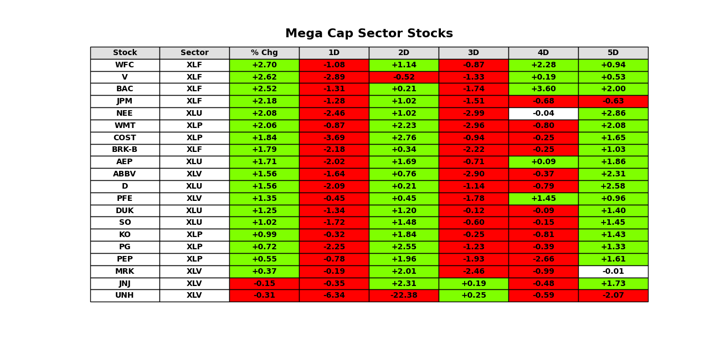 Mega Cap Sector Stocks
Stock Sector % Chg 1D 2D 3D 4D 5D
WFC XLF +2.70 -1.08 +1.14 -0.87 +2.28 +0.94
V XLF +2.62 -2.89 -0.52 -1.33 +0.19 +0.53
BAC XLF +2.52 -1.31 +0.21 -1.74 +3.60 +2.00
JPM XLF +2.18 -1.28 +1.02 -1.51 -0.68 -0.63
NEE XLU +2.08 -2.46 +1.02 -2.99 -0.04 +2.86
WMT XLP +2.06 -0.87 +2.23 -2.96 -0.80 +2.08
COST XLP +1.84 -3.69 +2.76 -0.94 -0.25 +1.65
BRK-B XLF +1.79 -2.18 +0.34 -2.22 -0.25 +1.03
AEP XLU +1.71 -2.02 +1.69 -0.71 +0.09 +1.86
ABBV XLV +1.56 -1.64 +0.76 -2.90 -0.37 +2.31
D XLU +1.56 -2.09 +0.21 -1.14 -0.79 +2.58
PFE XLV +1.35 -0.45 +0.45 -1.78 +1.45 +0.96
DUK XLU +1.25 -1.34 +1.20 -0.12 -0.09 +1.40
SO XLU +1.02 -1.72 +1.48 -0.60 -0.15 +1.45
KO XLP +0.99 -0.32 +1.84 -0.25 -0.81 +1.43
PG XLP +0.72 -2.25 +2.55 -1.23 -0.39 +1.33
PEP XLP +0.55 -0.78 +1.96 -1.93 -2.66 +1.61
MRK XLV +0.37 -0.19 +2.01 -2.46 -0.99 -0.01
JNJ XLV -0.15 -0.35 +2.31 +0.19 -0.48 +1.73
UNH XLV -0.31 -6.34 -22.38 +0.25 -0.59 -2.07